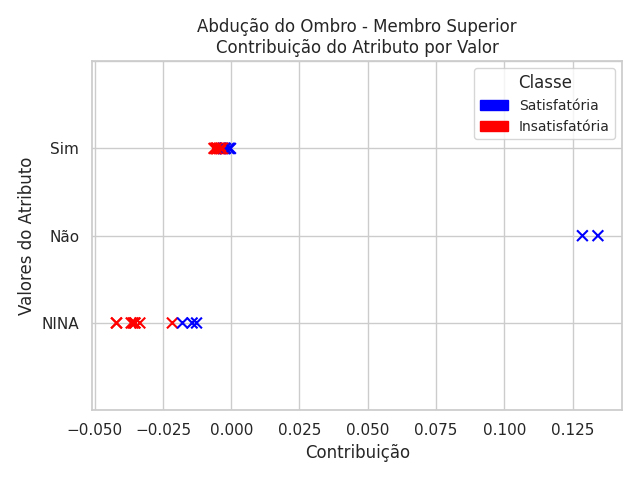 Abdução do Ombro - Membro Superior
Contribuição do Atributo por Valor
Classe
Satisfatória
Insatisfatória
Valores do Atributo
Sim
Não
NINA
−0.050 −0.025 0.000 0.025 0.050 0.075 0.100 0.125
Contribuição